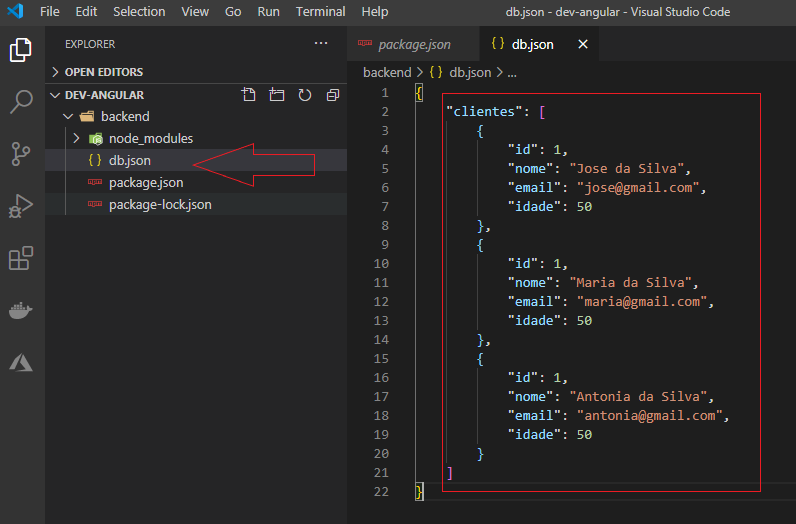 File Edit Selection View Go Run Terminal Help db.json - dev-angular - Visual Studio Code
EXPLORER ...
OPEN EDITORS
DEV-ANGULAR
backend
node_modules
{ } db.json
package.json
package-lock.json
package.json { } db.json ×
backend > { } db.json > ...
1 {
2 "clientes": [
3 {
4 "id": 1,
5 "nome": "Jose da Silva",
6 "email": "jose@gmail.com",
7 "idade": 50
8 },
9 {
10 "id": 1,
11 "nome": "Maria da Silva",
12 "email": "maria@gmail.com",
13 "idade": 50
14 },
15 {
16 "id": 1,
17 "nome": "Antonia da Silva",
18 "email": "antonia@gmail.com",
19 "idade": 50
20 }
21 ]
22 }